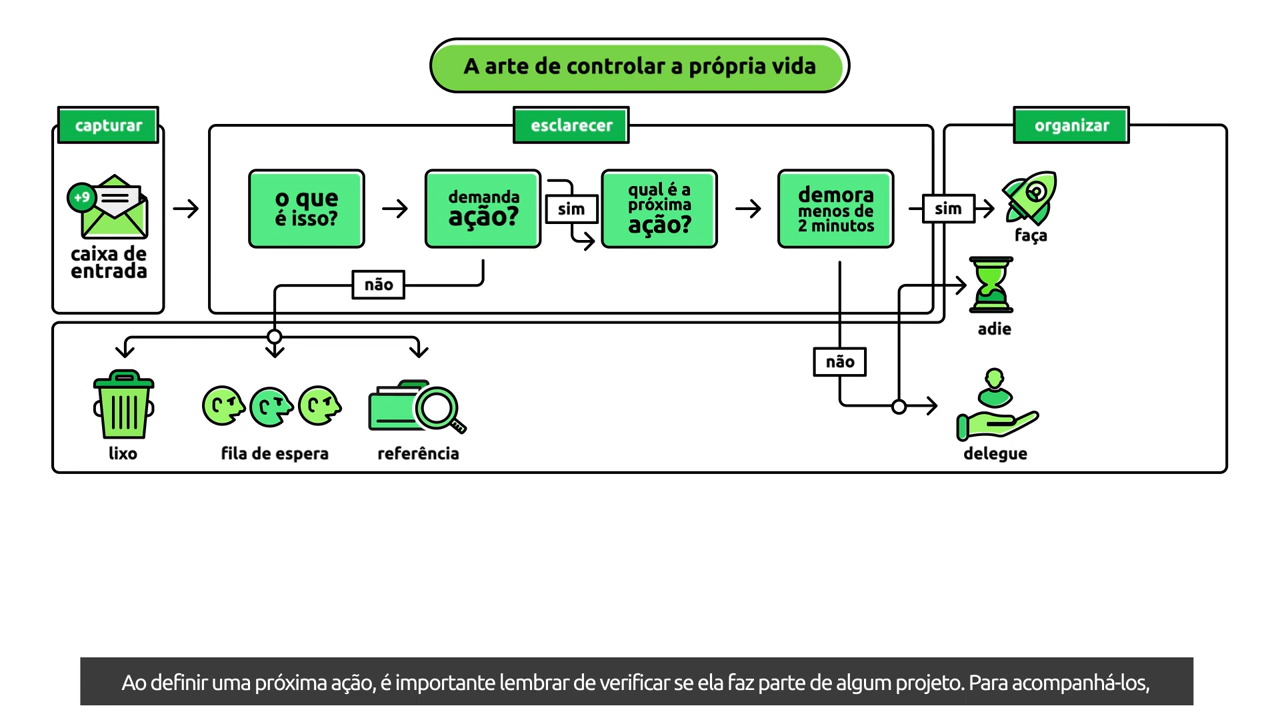 A arte de controlar a própria vida
capturar
esclarecer
organizar
+9
caixa de
entrada
o que
é isso?
demanda
ação?
sim
qual é a
próxima
ação?
demora
menos de
2 minutos
sim
faça
não
adie
não
lixo
fila de espera
referência
delegue
Ao definir uma próxima ação, é importante lembrar de verificar se ela faz parte de algum projeto. Para acompanhá-los,